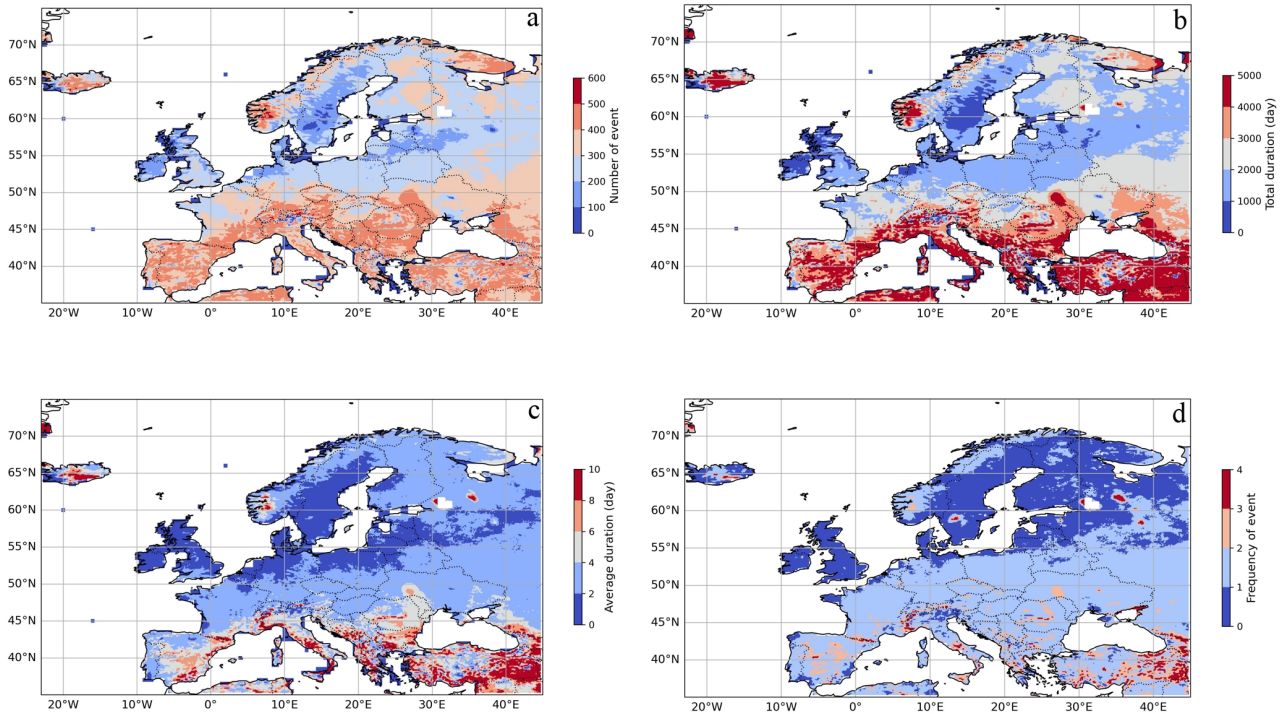 a
70°N
65°N
60°N
55°N
50°N
45°N
40°N
20°W 10°W 0° 10°E 20°E 30°E 40°E
600
500
400
300
200
100
0
Number of event
b
70°N
65°N
60°N
55°N
50°N
45°N
40°N
20°W 10°W 0° 10°E 20°E 30°E 40°E
5000
4000
3000
2000
1000
0
Total duration (day)
c
70°N
65°N
60°N
55°N
50°N
45°N
40°N
20°W 10°W 0° 10°E 20°E 30°E 40°E
10
8
6
4
2
0
Average duration (day)
d
70°N
65°N
60°N
55°N
50°N
45°N
40°N
20°W 10°W 0° 10°E 20°E 30°E 40°E
4
3
2
1
0
Frequency of event